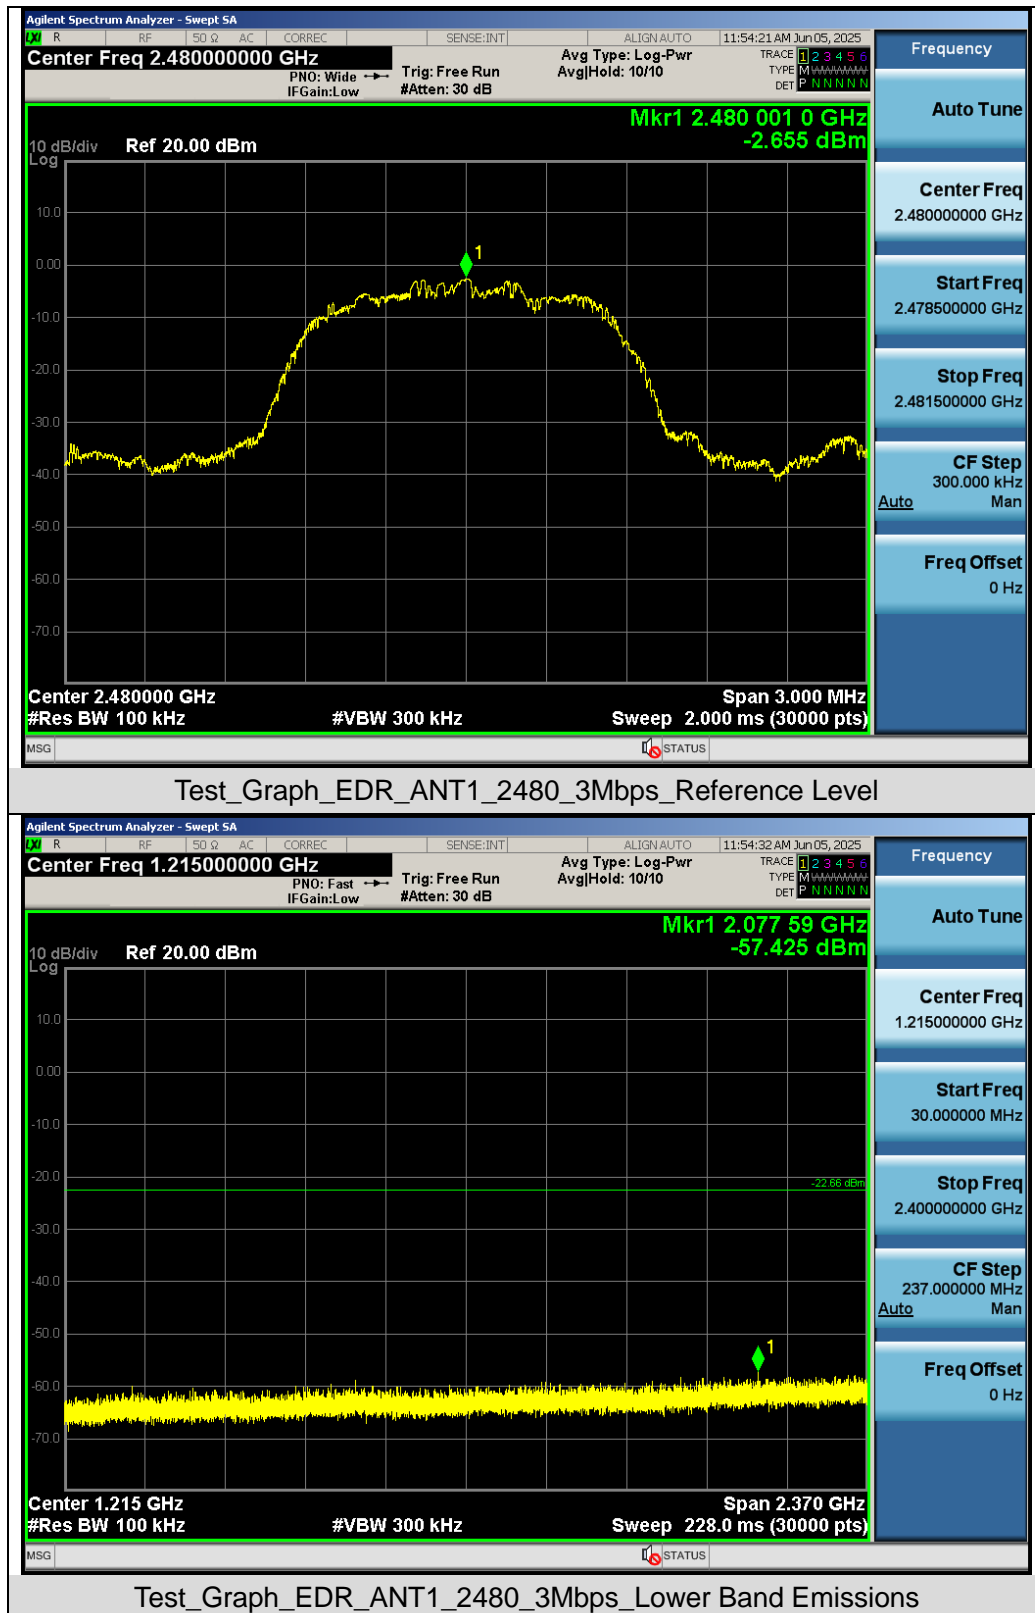 Agilent Spectrum Analyzer - Swept SA
LXI R RF 50 Ω AC CORREC SENSE:INT ALIGN AUTO 11:54:21 AM Jun 05, 2025
Center Freq 2.480000000 GHz
PNO: Wide
IFGain:Low
Trig: Free Run
#Atten: 30 dB
Avg Type: Log-Pwr
Avg|Hold: 10/10
TRACE 1 2 3 4 5 6
TYPE M
DET P N N N N N
Mkr1 2.480 001 0 GHz
-2.655 dBm
10 dB/div Ref 20.00 dBm
Log
10.0
0.00
-10.0
-20.0
-30.0
-40.0
-50.0
-60.0
-70.0
1
Center 2.480000 GHz Span 3.000 MHz
#Res BW 100 kHz #VBW 300 kHz Sweep 2.000 ms (30000 pts)
MSG STATUS
Frequency
Auto Tune
Center Freq
2.480000000 GHz
Start Freq
2.478500000 GHz
Stop Freq
2.481500000 GHz
CF Step
300.000 kHz
Auto Man
Freq Offset
0 Hz
Test_Graph_EDR_ANT1_2480_3Mbps_Reference Level
Agilent Spectrum Analyzer - Swept SA
LXI R RF 50 Ω AC CORREC SENSE:INT ALIGN AUTO 11:54:32 AM Jun 05, 2025
Center Freq 1.215000000 GHz
PNO: Fast
IFGain:Low
Trig: Free Run
#Atten: 30 dB
Avg Type: Log-Pwr
Avg|Hold: 10/10
TRACE 1 2 3 4 5 6
TYPE M
DET P N N N N N
Mkr1 2.077 59 GHz
-57.425 dBm
10 dB/div Ref 20.00 dBm
Log
10.0
0.00
-10.0
-20.0
-30.0
-40.0
-50.0
-60.0
-70.0
-22.66 dBm
1
Center 1.215 GHz Span 2.370 GHz
#Res BW 100 kHz #VBW 300 kHz Sweep 228.0 ms (30000 pts)
MSG STATUS
Frequency
Auto Tune
Center Freq
1.215000000 GHz
Start Freq
30.000000 MHz
Stop Freq
2.400000000 GHz
CF Step
237.000000 MHz
Auto Man
Freq Offset
0 Hz
Test_Graph_EDR_ANT1_2480_3Mbps_Lower Band Emissions